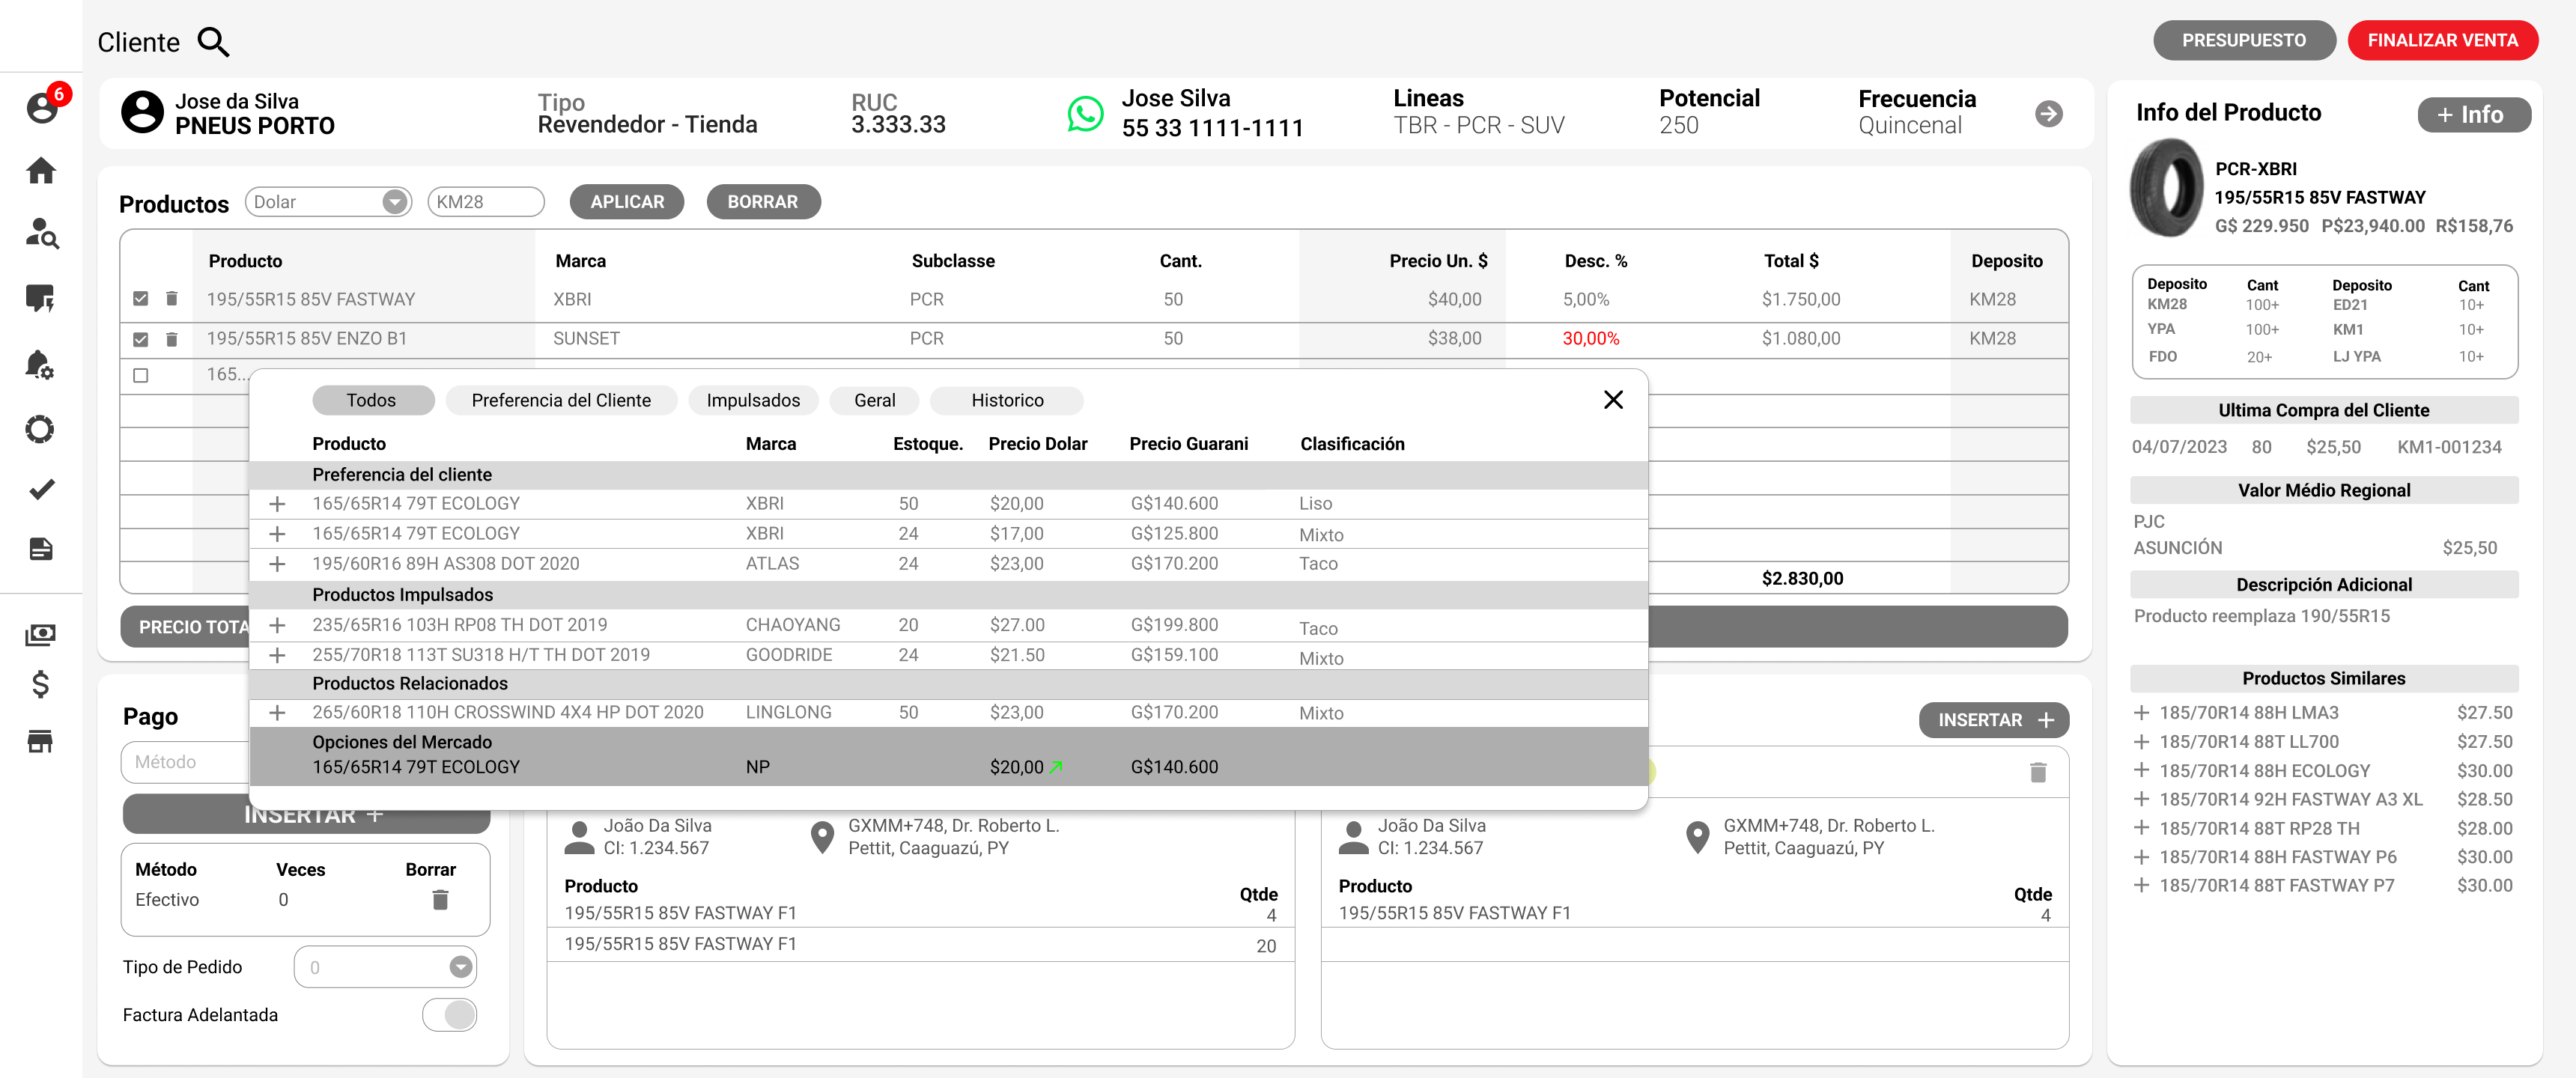 Cliente
PRESUPUESTO
FINALIZAR VENTA
6
Jose da Silva
PNEUS PORTO
Tipo
Revendedor - Tienda
RUC
3.333.33
Jose Silva
55 33 1111-1111
Lineas
TBR - PCR - SUV
Potencial
250
Frecuencia
Quincenal
Productos
Dolar
KM28
APLICAR
BORRAR
Producto Marca Subclasse Cant. Precio Un. $ Desc. % Total $ Deposito
195/55R15 85V FASTWAY XBRI PCR 50 $40,00 5,00% $1.750,00 KM28
195/55R15 85V ENZO B1 SUNSET PCR 50 $38,00 30,00% $1.080,00 KM28
165...
$2.830,00
PRECIO TOTA
Todos
Preferencia del Cliente
Impulsados
Geral
Historico
Producto Marca Estoque. Precio Dolar Precio Guarani Clasificación
Preferencia del cliente
165/65R14 79T ECOLOGY XBRI 50 $20,00 G$140.600 Liso
165/65R14 79T ECOLOGY XBRI 24 $17,00 G$125.800 Mixto
195/60R16 89H AS308 DOT 2020 ATLAS 24 $23,00 G$170.200 Taco
Productos Impulsados
235/65R16 103H RP08 TH DOT 2019 CHAOYANG 20 $27.00 G$199.800 Taco
255/70R18 113T SU318 H/T TH DOT 2019 GOODRIDE 24 $21.50 G$159.100 Mixto
Productos Relacionados
265/60R18 110H CROSSWIND 4X4 HP DOT 2020 LINGLONG 50 $23,00 G$170.200 Mixto
Opciones del Mercado
165/65R14 79T ECOLOGY NP $20,00 G$140.600
Pago
Método
INSERTAR +
Método Veces Borrar
Efectivo 0
Tipo de Pedido 0
Factura Adelantada
INSERTAR +
João Da Silva
CI: 1.234.567
GXMM+748, Dr. Roberto L.
Pettit, Caaguazú, PY
Producto Qtde
195/55R15 85V FASTWAY F1 4
195/55R15 85V FASTWAY F1 20
João Da Silva
CI: 1.234.567
GXMM+748, Dr. Roberto L.
Pettit, Caaguazú, PY
Producto Qtde
195/55R15 85V FASTWAY F1 4
Info del Producto
+ Info
PCR-XBRI
195/55R15 85V FASTWAY
G$ 229.950 P$23,940.00 R$158,76
Deposito Cant Deposito Cant
KM28 100+ ED21 10+
YPA 100+ KM1 10+
FDO 20+ LJ YPA 10+
Ultima Compra del Cliente
04/07/2023 80 $25,50 KM1-001234
Valor Médio Regional
PJC
ASUNCIÓN $25,50
Descripción Adicional
Producto reemplaza 190/55R15
Productos Similares
+ 185/70R14 88H LMA3 $27.50
+ 185/70R14 88T LL700 $27.50
+ 185/70R14 88H ECOLOGY $30.00
+ 185/70R14 92H FASTWAY A3 XL $28.50
+ 185/70R14 88T RP28 TH $28.00
+ 185/70R14 88H FASTWAY P6 $30.00
+ 185/70R14 88T FASTWAY P7 $30.00